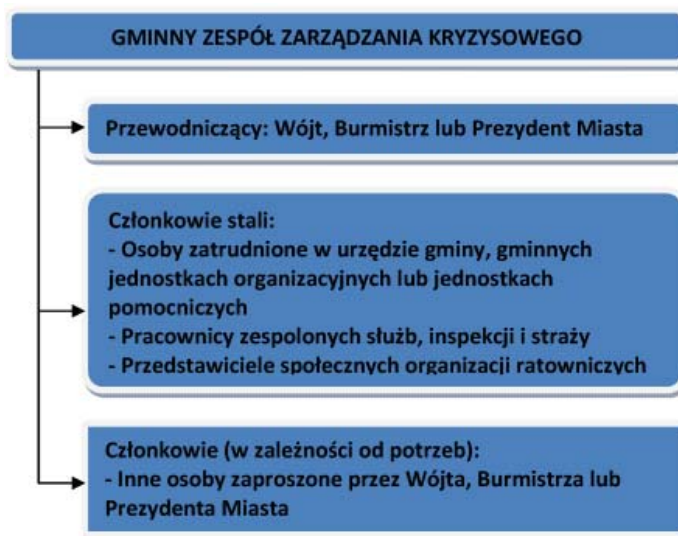 GMINNY ZESPÓŁ ZARZĄDZANIA KRYZYSOWEGO
Przewodniczący: Wójt, Burmistrz lub Prezydent Miasta
Członkowie stali:
- Osoby zatrudnione w urzędzie gminy, gminnych
jednostkach organizacyjnych lub jednostkach
pomocniczych
- Pracownicy zespolonych służb, inspekcji i straży
- Przedstawiciele społecznych organizacji ratowniczych
Członkowie (w zależności od potrzeb):
- Inne osoby zaproszone przez Wójta, Burmistrza lub
Prezydenta Miasta